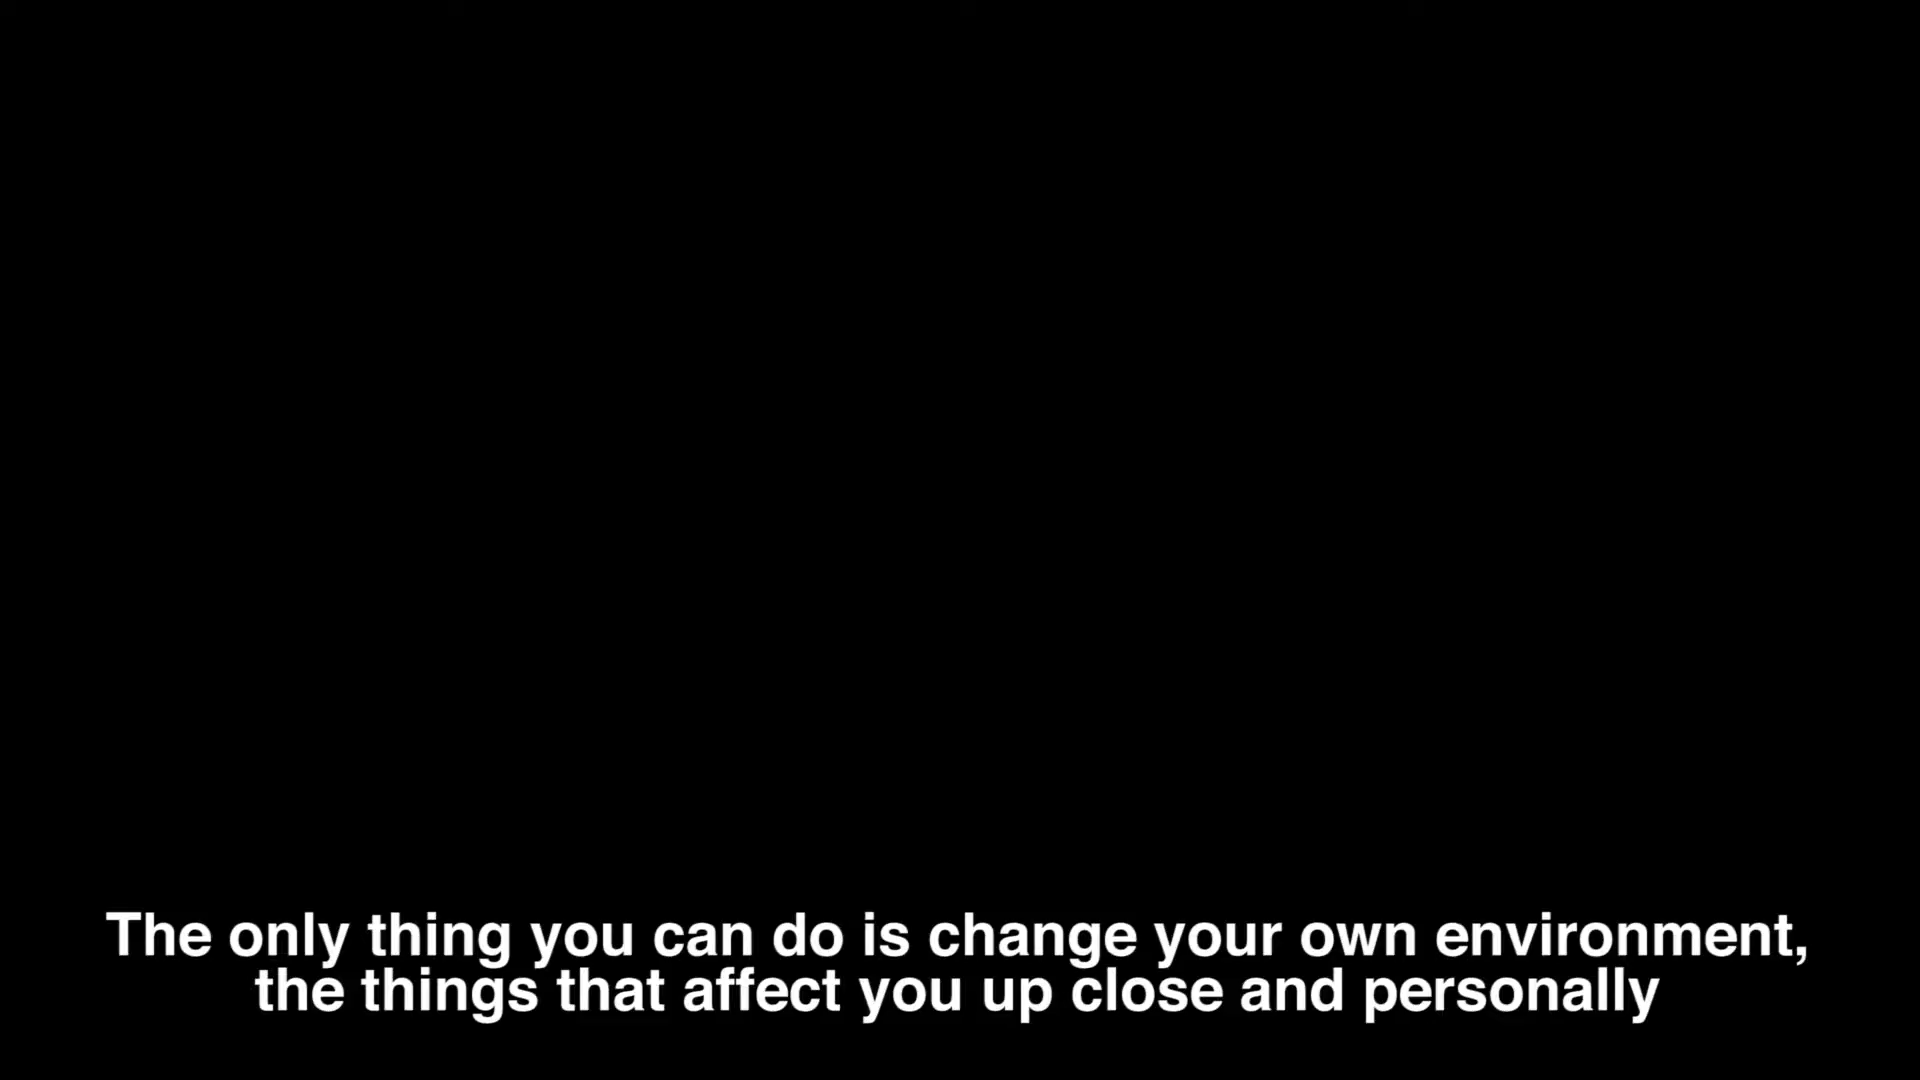 The only thing you can do is change your own environment,
the things that affect you up close and personally